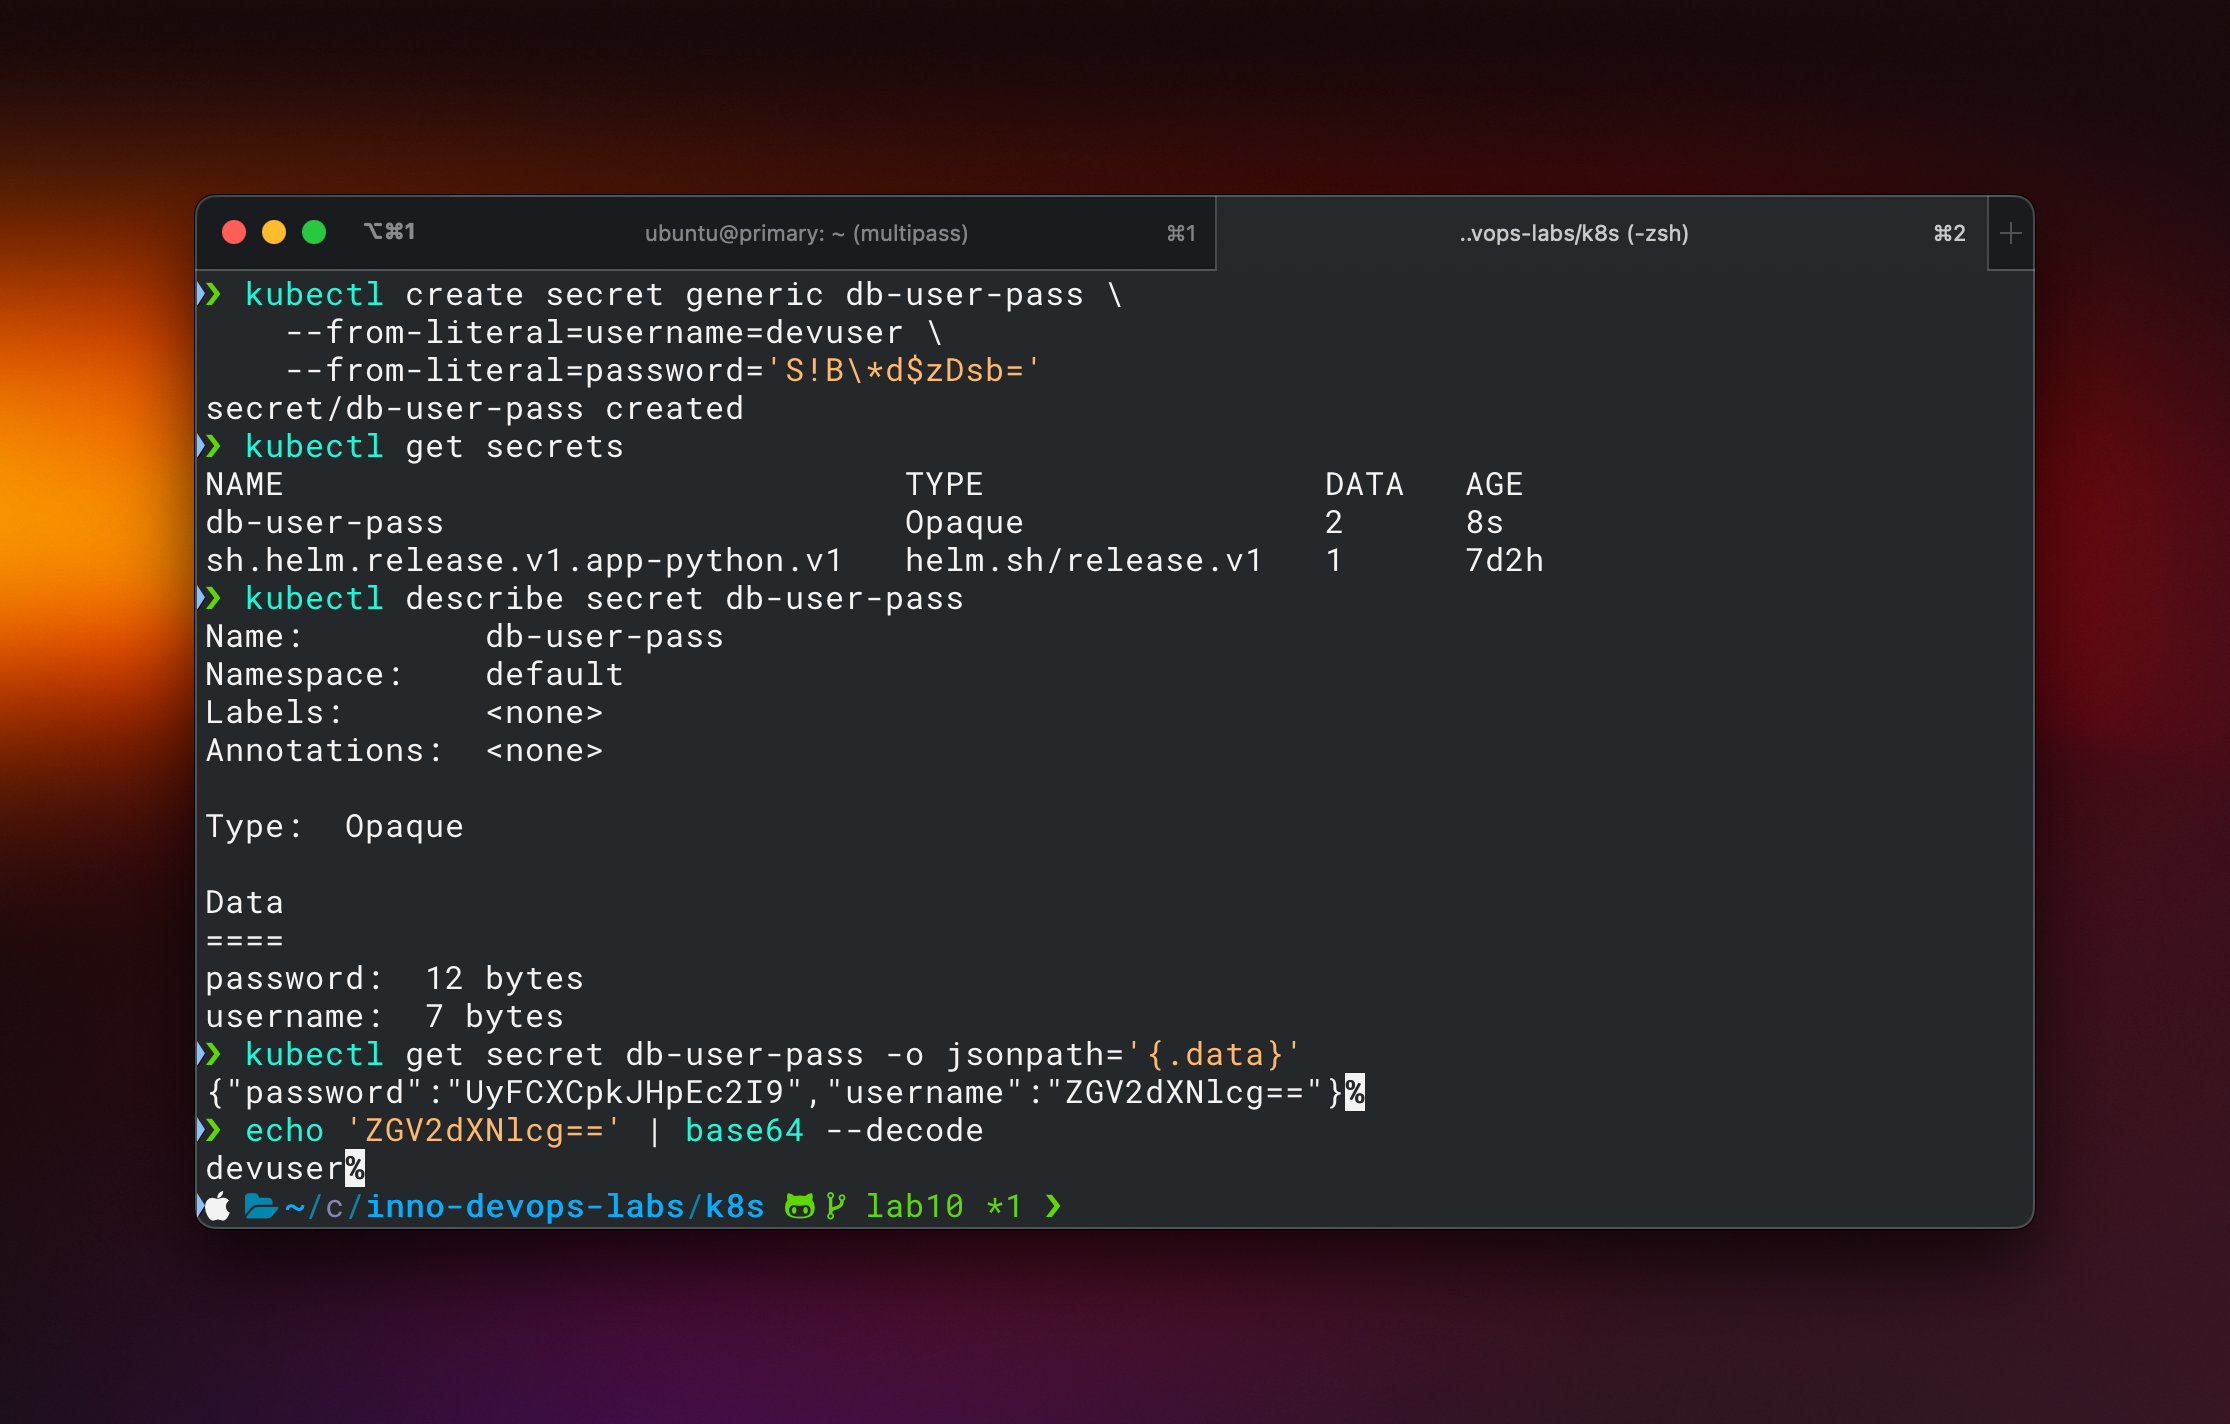 ⌥⌘1 ubuntu@primary: ~ (multipass) ⌘1 ..vops-labs/k8s (-zsh) ⌘2 +
❯ kubectl create secret generic db-user-pass \
--from-literal=username=devuser \
--from-literal=password='S!B\*d$zDsb='
secret/db-user-pass created
❯ kubectl get secrets
NAME TYPE DATA AGE
db-user-pass Opaque 2 8s
sh.helm.release.v1.app-python.v1 helm.sh/release.v1 1 7d2h
❯ kubectl describe secret db-user-pass
Name: db-user-pass
Namespace: default
Labels: <none>
Annotations: <none>
Type: Opaque
Data
====
password: 12 bytes
username: 7 bytes
❯ kubectl get secret db-user-pass -o jsonpath='{.data}'
{"password":"UyFCXCpkJHpEc2I9","username":"ZGV2dXNlcg=="}%
❯ echo 'ZGV2dXNlcg==' | base64 --decode
devuser%
~/c/inno-devops-labs/k8s lab10 *1 ❯